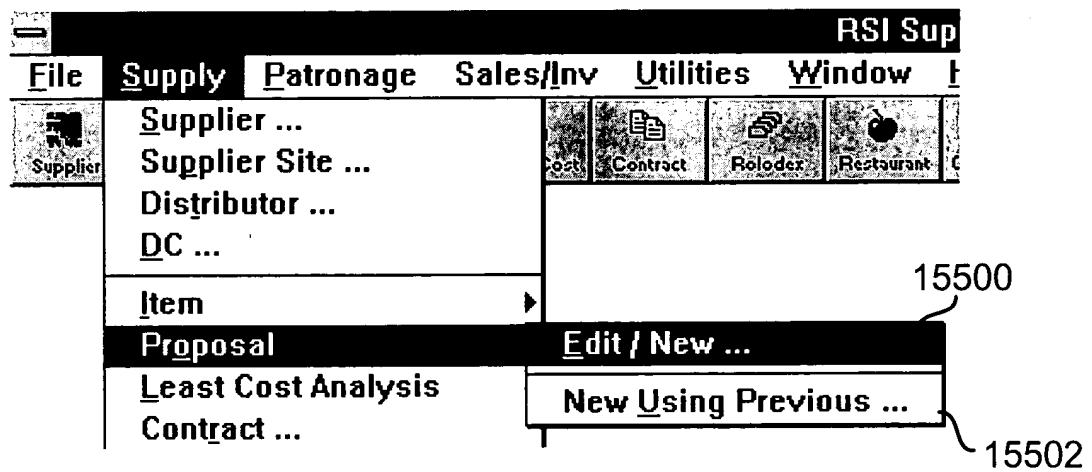 RSI Sup
File Supply Patronage Sales/Inv Utilities Window
Supplier Cost Contract Rolodex Restaurant
Supplier ...
Supplier Site ...
Distributor ...
DC ...
Item
Proposal
Least Cost Analysis
Contract ...
15500
Edit / New ...
New Using Previous ...
15502